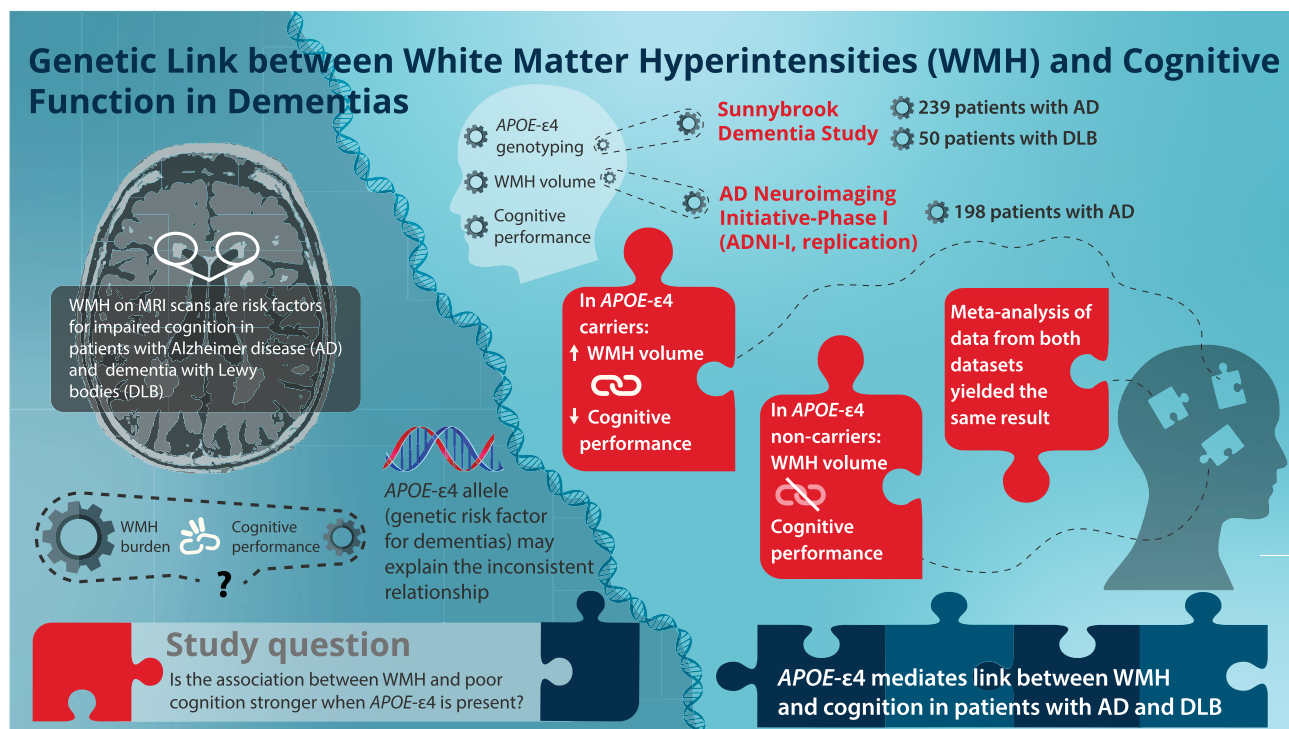 Genetic Link between White Matter Hyperintensities (WMH) and Cognitive
Function in Dementias
WMH on MRI scans are risk factors
for impaired cognition in
patients with Alzheimer disease (AD)
and dementia with Lewy
bodies (DLB)
WMH
burden
Cognitive
performance
?
APOE-ε4 allele
(genetic risk factor
for dementias) may
explain the inconsistent
relationship
Study question
Is the association between WMH and poor
cognition stronger when APOE-ε4 is present?
APOE-ε4
genotyping
WMH volume
Cognitive
performance
Sunnybrook
Dementia Study
239 patients with AD
50 patients with DLB
AD Neuroimaging
Initiative-Phase I
(ADNI-I, replication)
198 patients with AD
In APOE-ε4
carriers:
↑ WMH volume
↓ Cognitive
performance
In APOE-ε4
non-carriers:
WMH volume
Cognitive
performance
Meta-analysis of
data from both
datasets
yielded the
same result
APOE-ε4 mediates link between WMH
and cognition in patients with AD and DLB